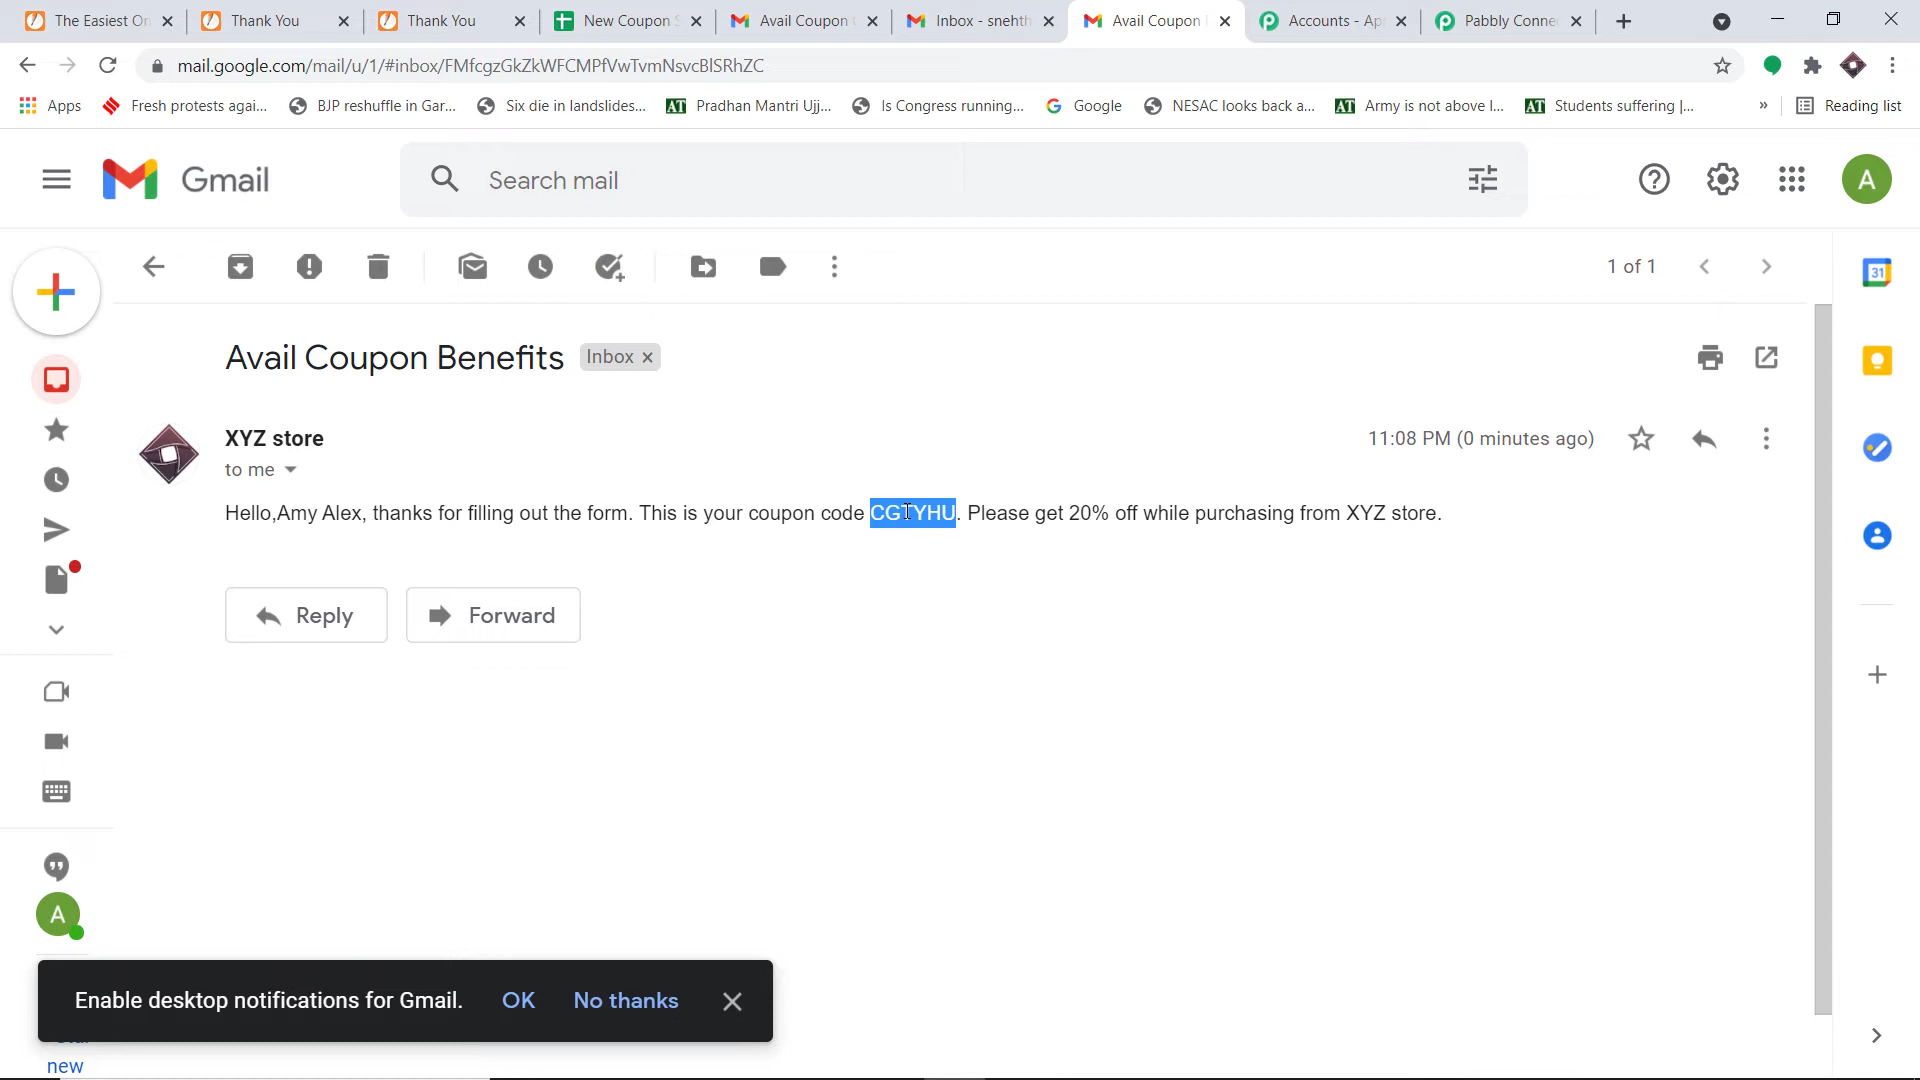 The Easiest On
Thank You
Thank You
New Coupon S
Avail Coupon
Inbox - snehth
Avail Coupon
Accounts - Ap
Pabbly Conne
mail.google.com/mail/u/1/#inbox/FMfcgzGkZkWFCMPfVwTvmNsvcBlSRhZC
Apps
Fresh protests agai...
BJP reshuffle in Gar...
Six die in landslides...
AT Pradhan Mantri Ujj...
Is Congress running...
Google
NESAC looks back a...
AT Army is not above l...
AT Students suffering |...
»
Reading list
Gmail
Search mail
A
1 of 1
31
Avail Coupon Benefits
Inbox
XYZ store
11:08 PM (0 minutes ago)
to me
Hello,Amy Alex, thanks for filling out the form. This is your coupon code CGTYHU. Please get 20% off while purchasing from XYZ store.
Reply
Forward
A
Enable desktop notifications for Gmail.
OK
No thanks
new